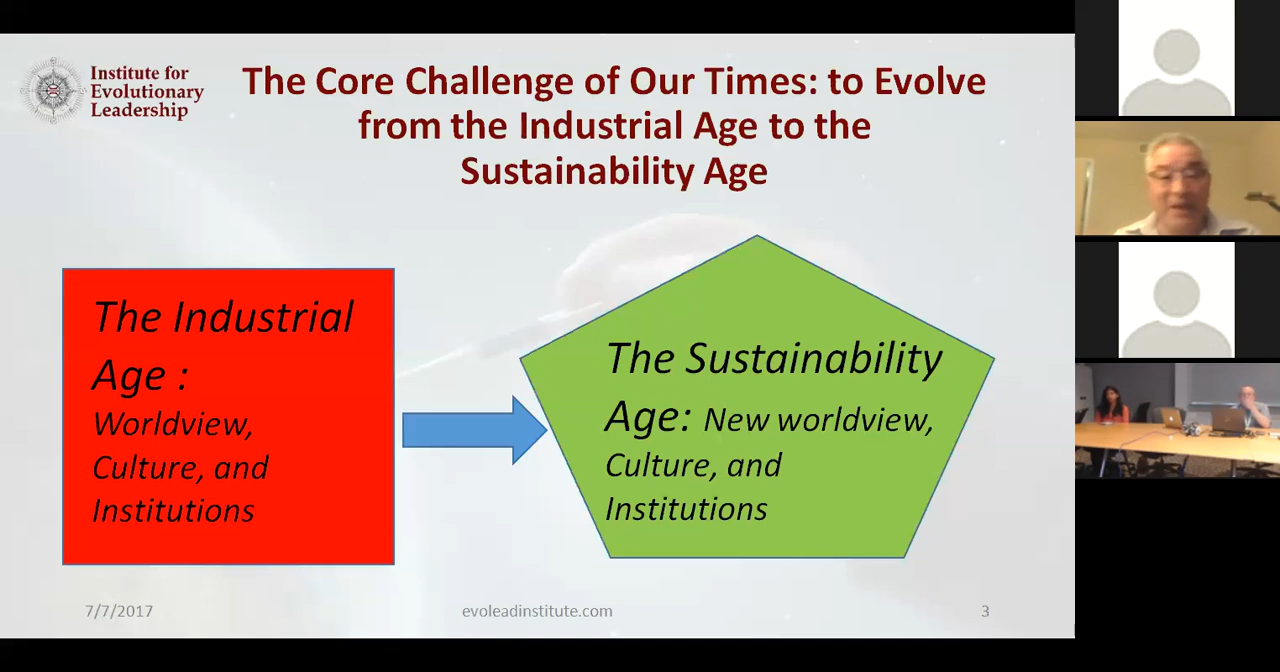 Institute for
Evolutionary
Leadership
The Core Challenge of Our Times: to Evolve
from the Industrial Age to the
Sustainability Age
The Industrial
Age :
Worldview,
Culture, and
Institutions
The Sustainability
Age: New worldview,
Culture, and
Institutions
7/7/2017
evoleadinstitute.com
3